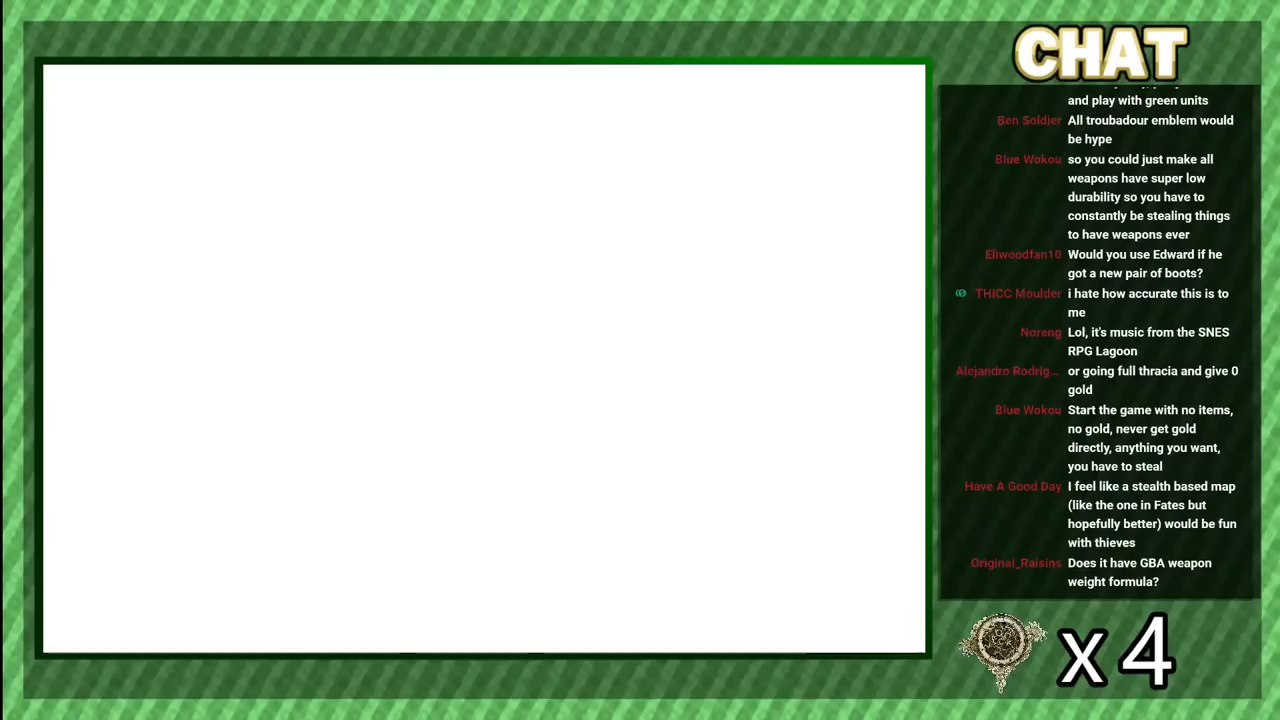 CHAT
and play with green units
Ben Soldier All troubadour emblem would
be hype
Blue Wokou so you could just make all
weapons have super low
durability so you have to
constantly be stealing things
to have weapons ever
Eliwoodfan10 Would you use Edward if he
got a new pair of boots?
THICC Moulder i hate how accurate this is to
me
Noreng Lol, it's music from the SNES
RPG Lagoon
Alejandro Rodrig... or going full thracia and give 0
gold
Blue Wokou Start the game with no items,
no gold, never get gold
directly, anything you want,
you have to steal
Have A Good Day I feel like a stealth based map
(like the one in Fates but
hopefully better) would be fun
with thieves
Original_Raisins Does it have GBA weapon
weight formula?
x 4